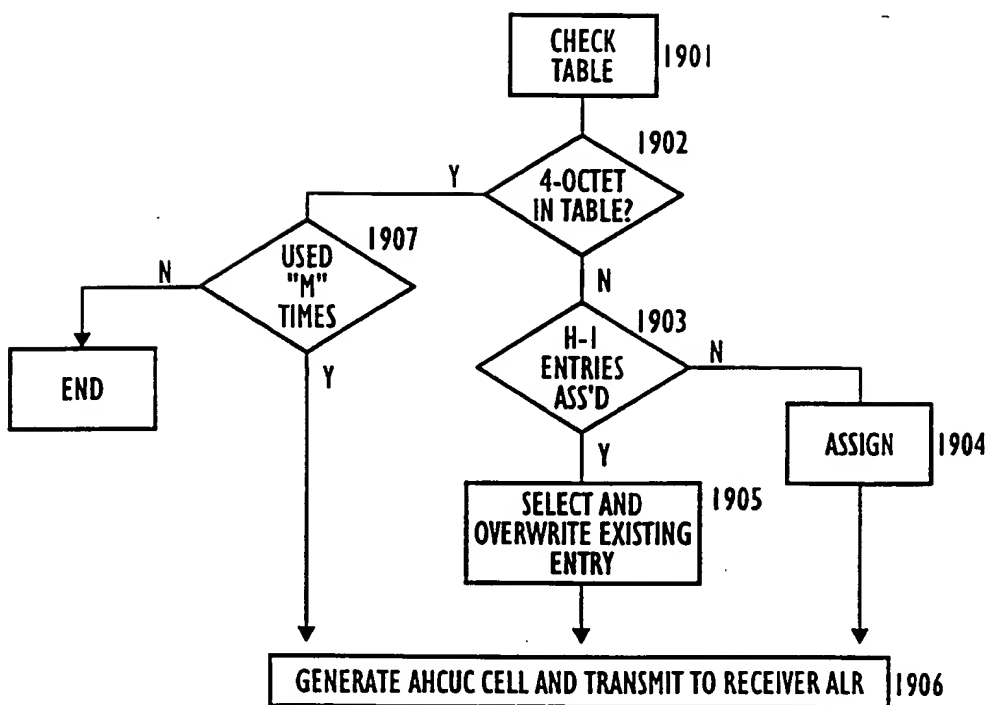 CHECK
TABLE
1901
1902
4-OCTET
IN TABLE?
Y
N
1907
USED
"M"
TIMES
N
Y
END
1903
H-1
ENTRIES
ASS'D
N
Y
ASSIGN
1904
1905
SELECT AND
OVERWRITE EXISTING
ENTRY
GENERATE AHCUC CELL AND TRANSMIT TO RECEIVER ALR
1906